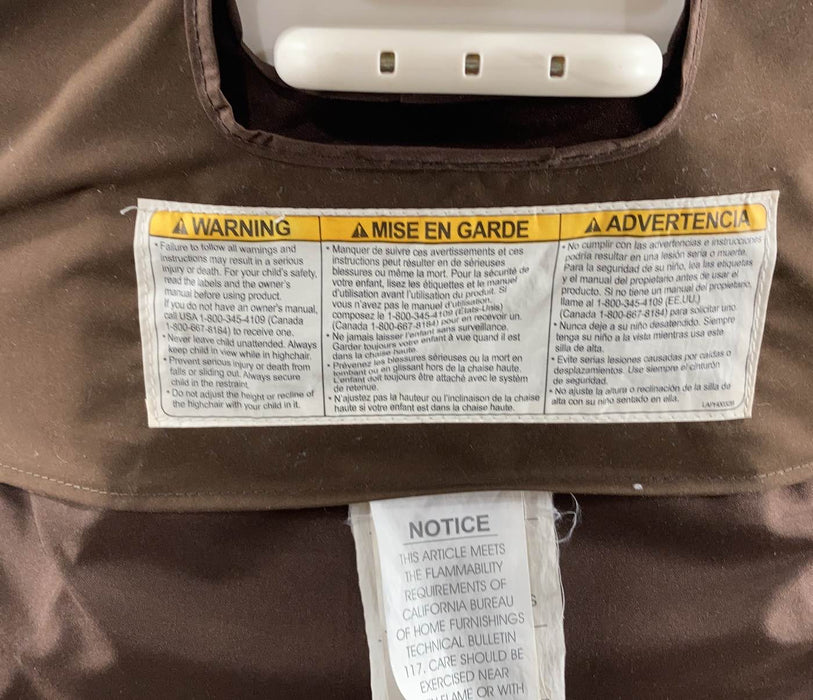 WARNING
• Failure to follow all warnings and
instructions may result in a serious
injury or death. For your child's safety,
read the labels and the owner's
manual before using product.
If you do not have an owner's manual,
call USA 1-800-345-4109 (Canada
1-800-667-8184) to receive one.
• Never leave child unattended. Always
keep child in view while in highchair.
• Prevent serious injury or death from
falls or sliding out. Always secure
child in the restraint.
• Do not adjust the height or recline of
the highchair with your child in it.
MISE EN GARDE
• Manquer de suivre ces avertissements et ces
instructions peut résulter en de sérieuses
blessures ou même la mort. Pour la sécurité de
votre enfant, lisez les étiquettes et le manuel
d'utilisation avant l'utilisation du produit. Si
vous n'avez pas le manuel d'utilisation,
composez le 1-800-345-4109 (États-Unis)
(Canada 1-800-667-8184) pour en recevoir un.
• Ne jamais laisser l'enfant sans surveillance.
Garder toujours votre enfant à vue quand il est
dans la chaise haute.
• Prévenez les blessures sérieuses ou la mort en
tombant ou en glissant hors de la chaise haute.
L'enfant doit toujours être attaché avec le systèm
de retenue.
• N'ajustez pas la hauteur ou l'inclinaison de la chaise
haute si votre enfant est dans la chaise haute.
ADVERTENCIA
• No cumplir con las advertencias e instrucciones
podría resultar en una lesión seria o muerte.
Para la seguridad de su niño, lea las etiquetas
y el manual del propietario antes de usar el
producto. Si no tiene un manual del propietario,
llame al 1-800-345-4109 (EE.UU.)
(Canada 1-800-667-8184) para solicitar uno.
• Nunca deje a su niño desatendido. Siempre
tenga su niño a la vista mientras usa este
silla de alta.
• Evite serias lesiones causadas por caídas o
desplazamientos. Use siempre el cinturón
de seguridad.
• No ajuste la altura o reclinación de la silla de
alta con su niño sentado en ella.
NOTICE
THIS ARTICLE MEETS
THE FLAMMABILITY
REQUIREMENTS OF
CALIFORNIA BUREAU
OF HOME FURNISHINGS
TECHNICAL BULLETIN
117. CARE SHOULD BE
EXERCISED NEAR
FLAME OR WITH